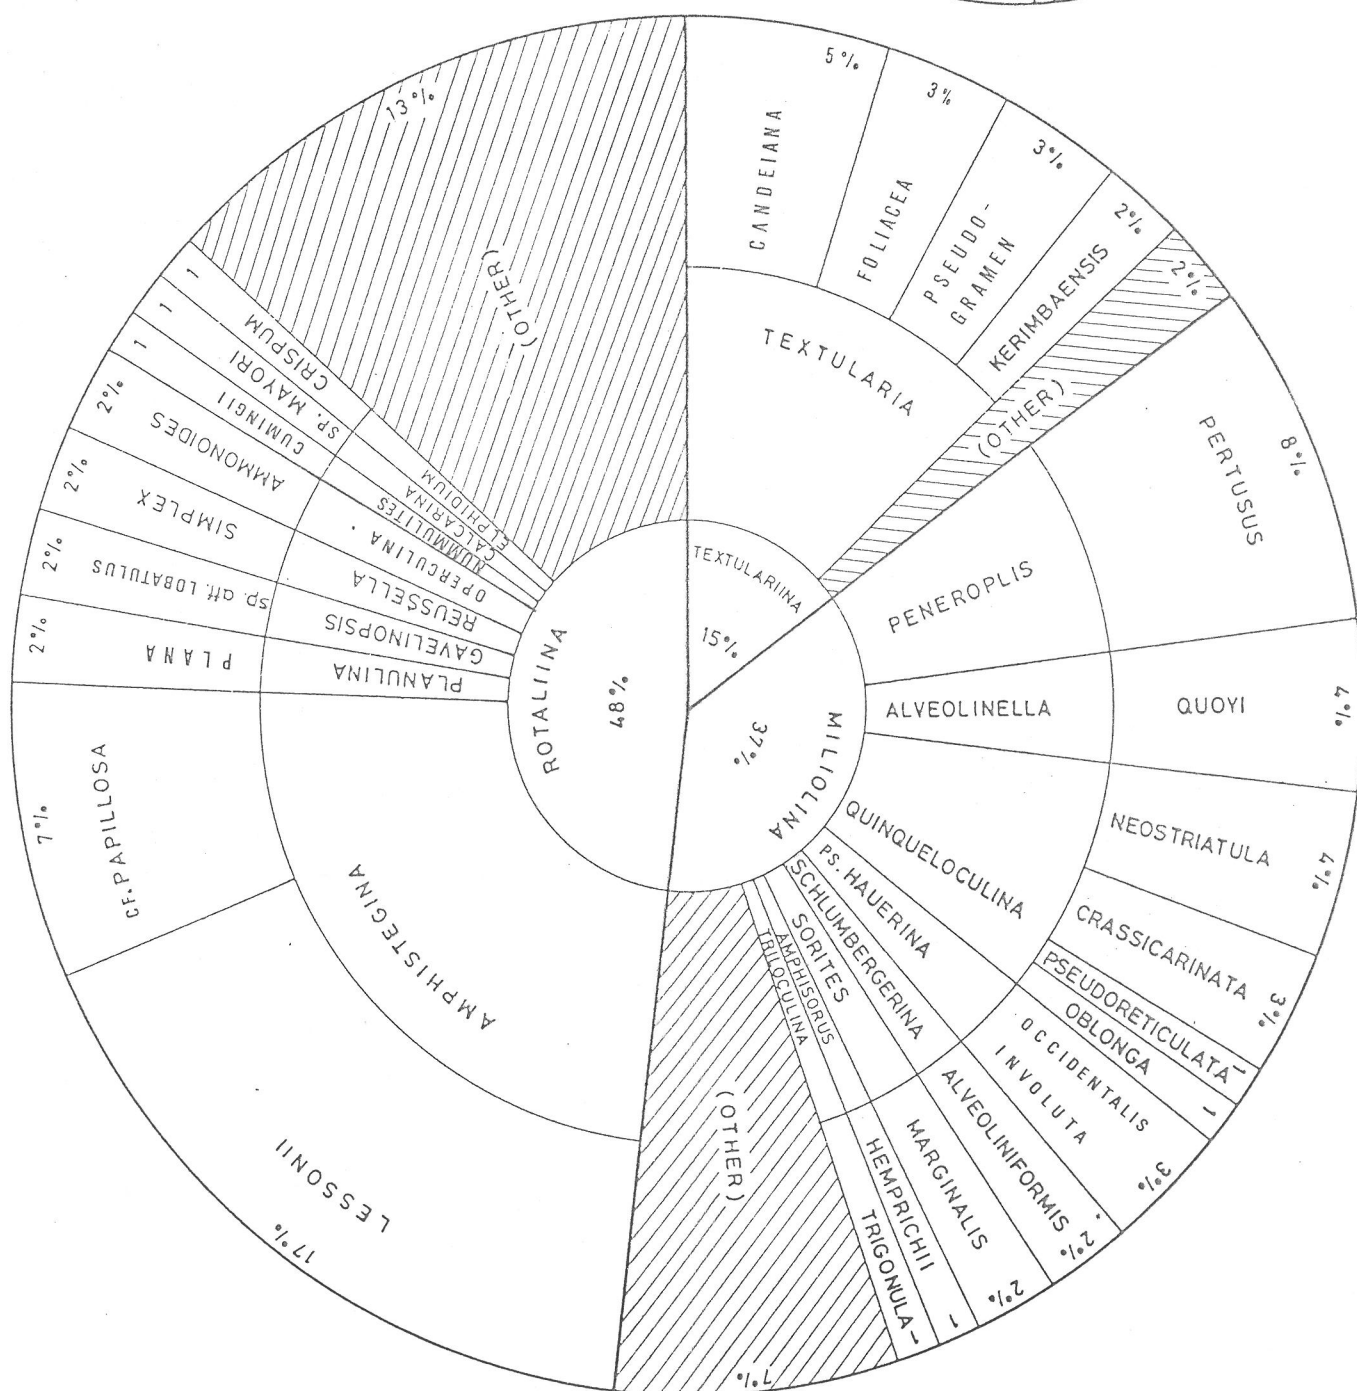 TEXTULARIINA
15%
TEXTULARIA
CANDEIANA
5%
FOLIACEA
3%
PSEUDO-
GRAMEN
3%
KERIMBAENSIS
2%
(OTHER)
2%
MILIOLINA
37%
PENEROPLIS
PERTUSUS
8%
ALVEOLINELLA
QUOYI
4%
QUINQUELOCULINA
NEOSTRIATULA
4%
CRASSICARINATA
3%
PSEUDORETICULATA
1
OBLONGA
1
PS. HAUERINA
OCCIDENTALIS
INVOLUTA
3%
SCHLUMBERGERINA
ALVEOLINIFORMIS
2%
SORITES
MARGINALIS
2%
AMPHISORUS
HEMPRICHII
1
TRILOCULINA
TRIGONULA
1
(OTHER)
7%
ROTALIINA
48%
AMPHISTEGINA
LESSONII
17%
CF. PAPILLOSA
7%
PLANULINA
PLANA
2%
GAVELINOPSIS
sp. aff. LOBATULUS
2%
REUSSELLA
SIMPLEX
2%
OPERCULINA
AMMONOIDES
2%
NUMMULITES
CUMINGII
1
CALCARINA
SP. MAYORI
1
ELPHIDIUM
CRISPUM
1
(OTHER)
13%